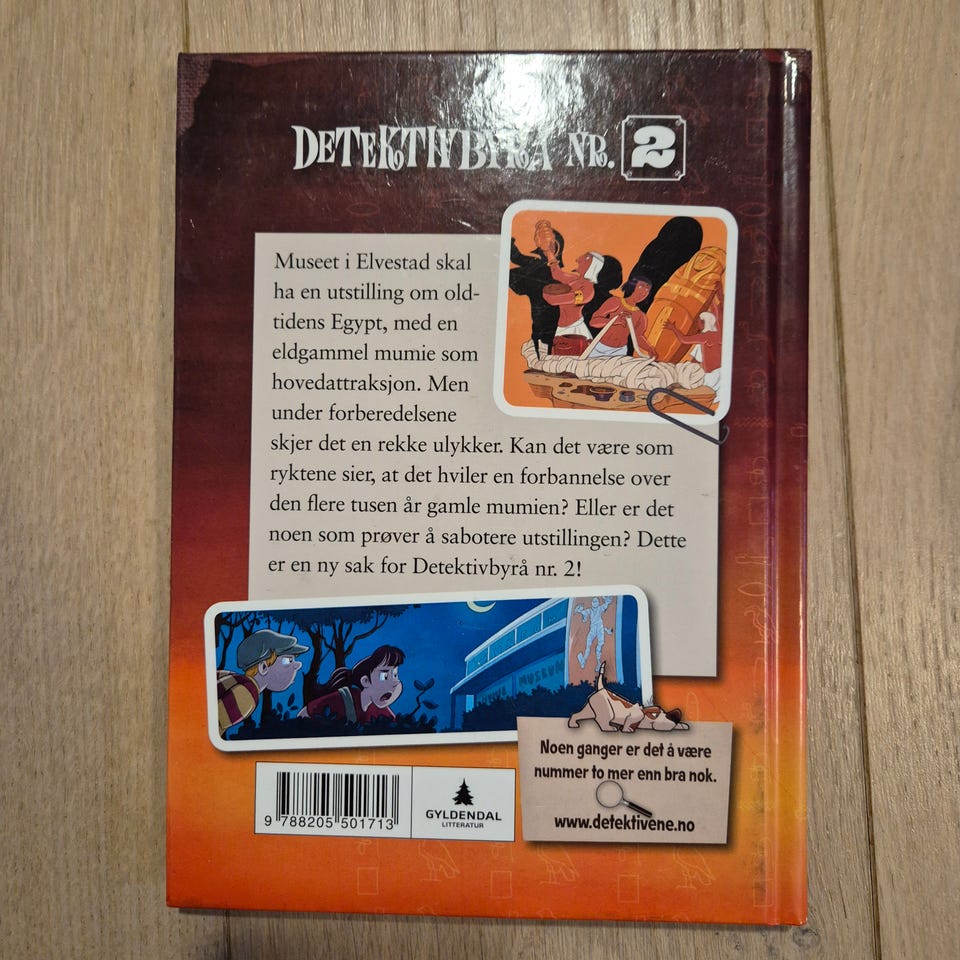 DETEKTIVBYRÅ NR. 2
Museet i Elvestad skal
ha en utstilling om old-
tidens Egypt, med en
eldgammel mumie som
hovedattraksjon. Men
under forberedelsene
skjer det en rekke ulykker. Kan det være som
ryktene sier, at det hviler en forbannelse over
den flere tusen år gamle mumien? Eller er det
noen som prøver å sabotere utstillingen? Dette
er en ny sak for Detektivbyrå nr. 2!
MUSEUM
Noen ganger er det å være
nummer to mer enn bra nok.
www.detektivene.no
9 788205 501713
GYLDENDAL
LITTERATUR